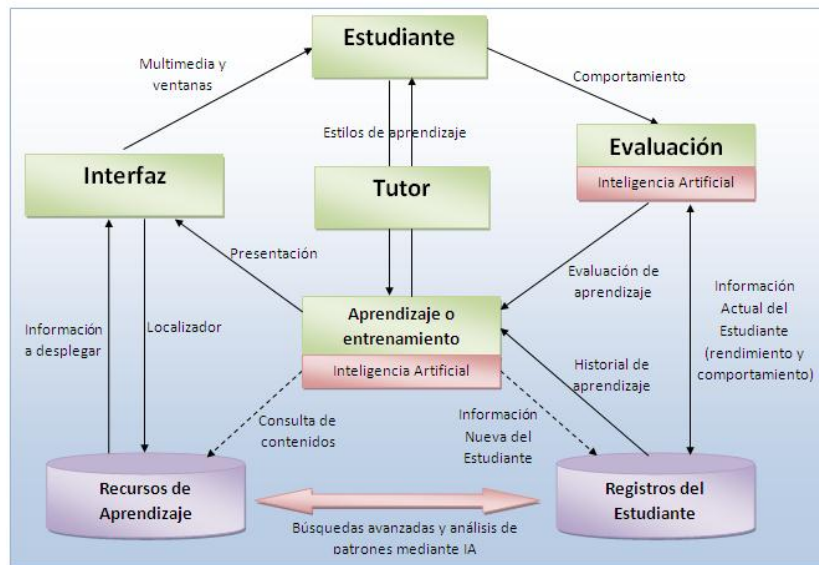 Estudiante
Multimedia y
ventanas
Comportamiento
Estilos de aprendizaje
Evaluación
Inteligencia Artificial
Interfaz
Tutor
Presentación
Evaluación de
aprendizaje
Información
Actual del
Estudiante
(rendimiento y
comportamiento)
Información
a desplegar
Localizador
Aprendizaje o
entrenamiento
Inteligencia Artificial
Historial de
aprendizaje
Consulta de
contenidos
Información
Nueva del
Estudiante
Recursos de
Aprendizaje
Registros del
Estudiante
Búsquedas avanzadas y análisis de
patrones mediante IA